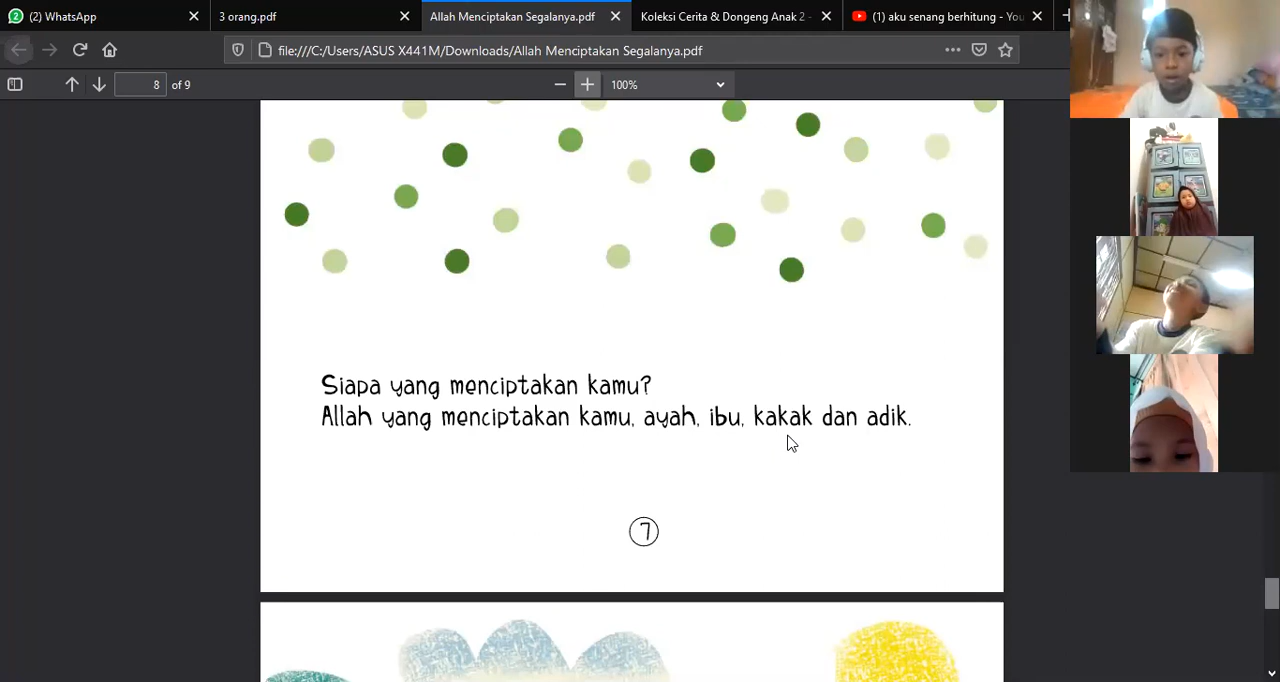 (2) WhatsApp
3 orang.pdf
Allah Menciptakan Segalanya.pdf
Koleksi Cerita & Dongeng Anak 2 -
(1) aku senang berhitung - You
file:///C:/Users/ASUS X441M/Downloads/Allah Menciptakan Segalanya.pdf
8 of 9
100%
Siapa yang menciptakan kamu?
Allah yang menciptakan kamu, ayah, ibu, kakak dan adik.
7